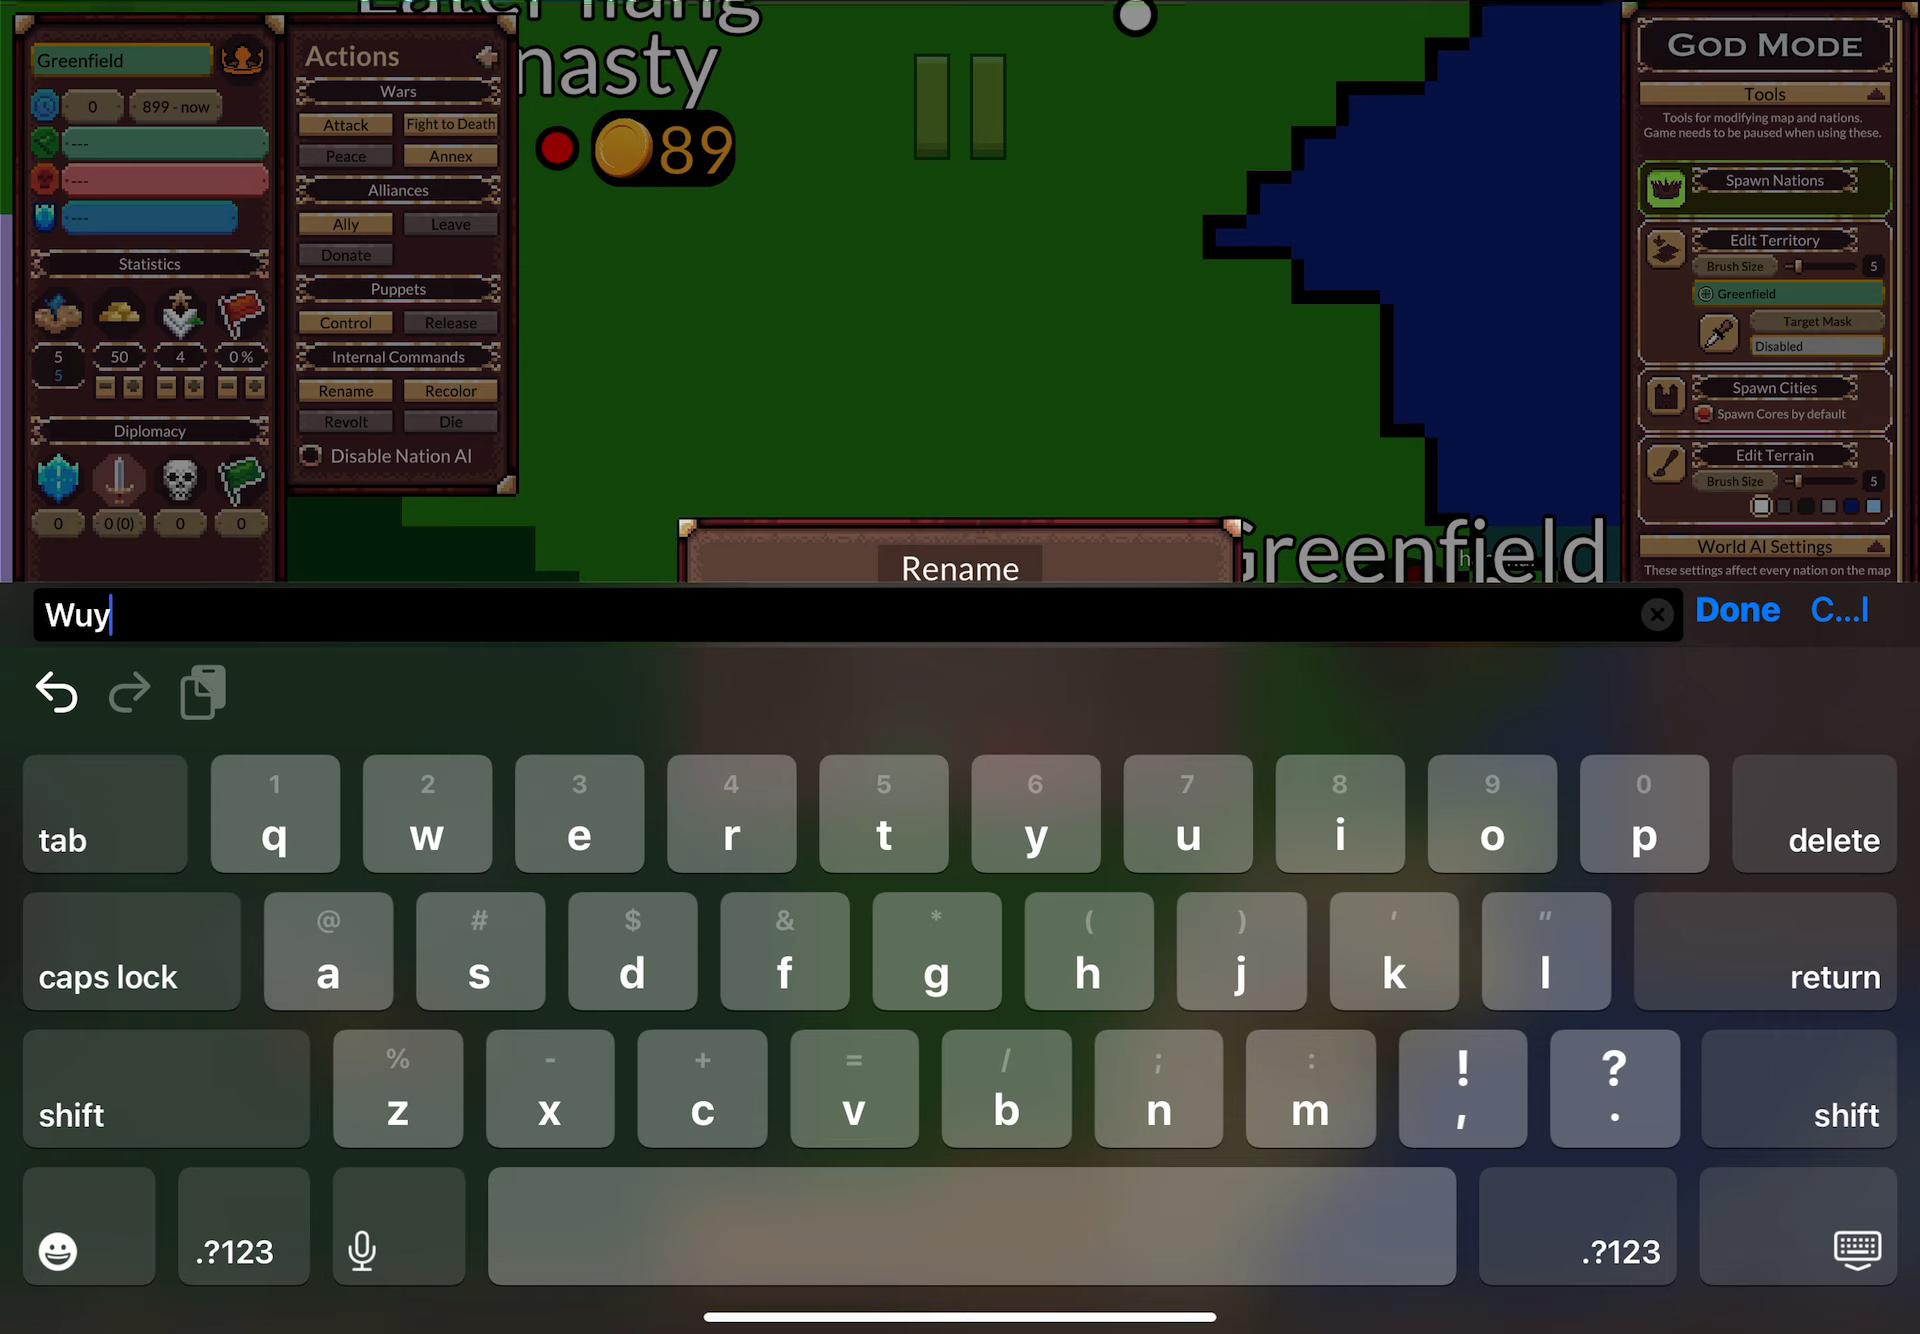 Greenfield
0
899 - now
---
---
---
Statistics
5
50
4
0 %
5
Diplomacy
0
0 (0)
0
0
Actions
Wars
Attack
Fight to Death
Peace
Annex
Alliances
Ally
Leave
Donate
Puppets
Control
Release
Internal Commands
Rename
Recolor
Revolt
Die
Disable Nation AI
nasty
89
Greenfield
Rename
GOD MODE
Tools
Tools for modifying map and nations.
Game needs to be paused when using these.
Spawn Nations
Edit Territory
Brush Size
5
Greenfield
Target Mask
Disabled
Spawn Cities
Spawn Cores by default
Edit Terrain
Brush Size
5
World AI Settings
These settings affect every nation on the map
Wuy
Done
C...l
tab
1
q
2
w
3
e
4
r
5
t
6
y
7
u
8
i
9
o
0
p
delete
caps lock
@
a
#
s
$
d
&
f
*
g
(
h
)
j
'
k
"
l
return
shift
%
z
-
x
+
c
=
v
/
b
;
n
:
m
!
,
?
.
shift
.?123
.?123